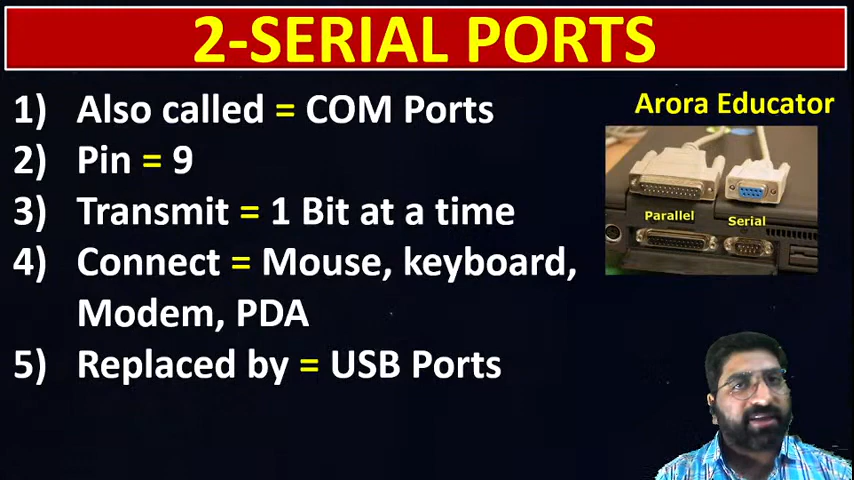 2-SERIAL PORTS
1) Also called = COM Ports
2) Pin = 9
3) Transmit = 1 Bit at a time
4) Connect = Mouse, keyboard,
Modem, PDA
5) Replaced by = USB Ports
Arora Educator
Parallel
Serial